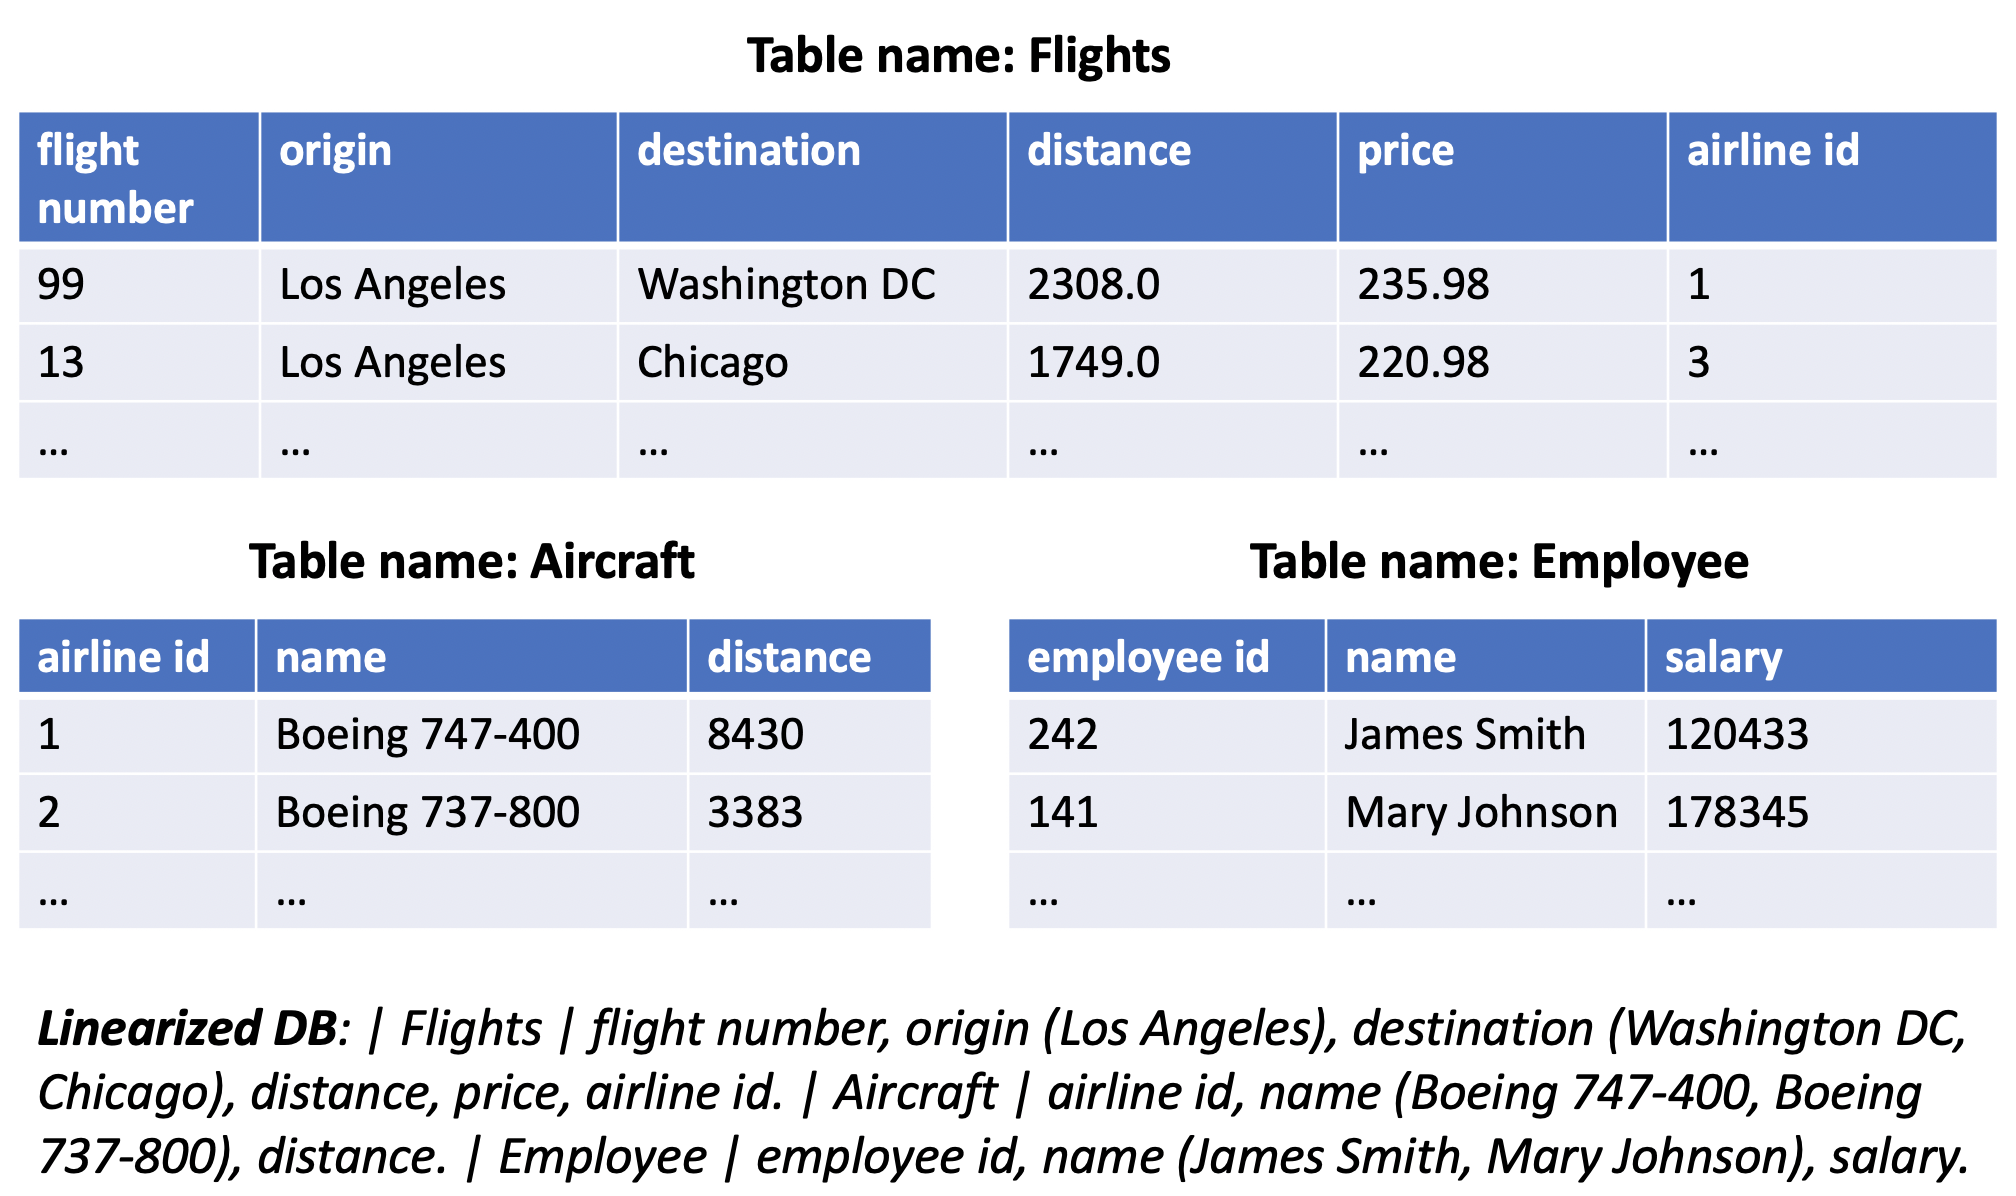 Table name: Flights
flight number origin destination distance price airline id
99 Los Angeles Washington DC 2308.0 235.98 1
13 Los Angeles Chicago 1749.0 220.98 3
... ... ... ... ... ...
Table name: Aircraft
airline id name distance
1 Boeing 747-400 8430
2 Boeing 737-800 3383
... ... ...
Table name: Employee
employee id name salary
242 James Smith 120433
141 Mary Johnson 178345
... ... ...
Linearized DB: | Flights | flight number, origin (Los Angeles), destination (Washington DC,
Chicago), distance, price, airline id. | Aircraft | airline id, name (Boeing 747-400, Boeing
737-800), distance. | Employee | employee id, name (James Smith, Mary Johnson), salary.